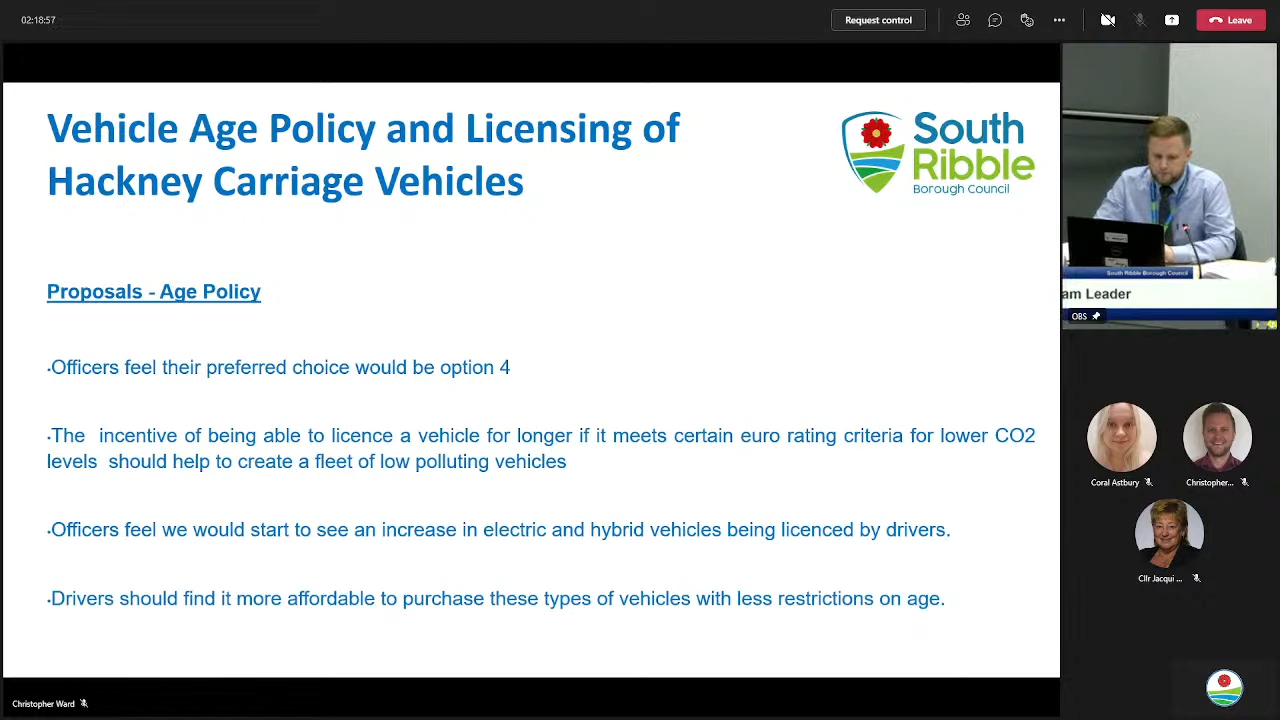 02:18:57
Request control
Leave
Vehicle Age Policy and Licensing of
Hackney Carriage Vehicles
South
Ribble
Borough Council
Proposals - Age Policy
•Officers feel their preferred choice would be option 4
•The incentive of being able to licence a vehicle for longer if it meets certain euro rating criteria for lower CO2
levels should help to create a fleet of low polluting vehicles
•Officers feel we would start to see an increase in electric and hybrid vehicles being licenced by drivers.
•Drivers should find it more affordable to purchase these types of vehicles with less restrictions on age.
South Ribble Borough Council
am Leader
OBS
Coral Astbury
Christopher...
Cllr Jacqui ...
Christopher Ward